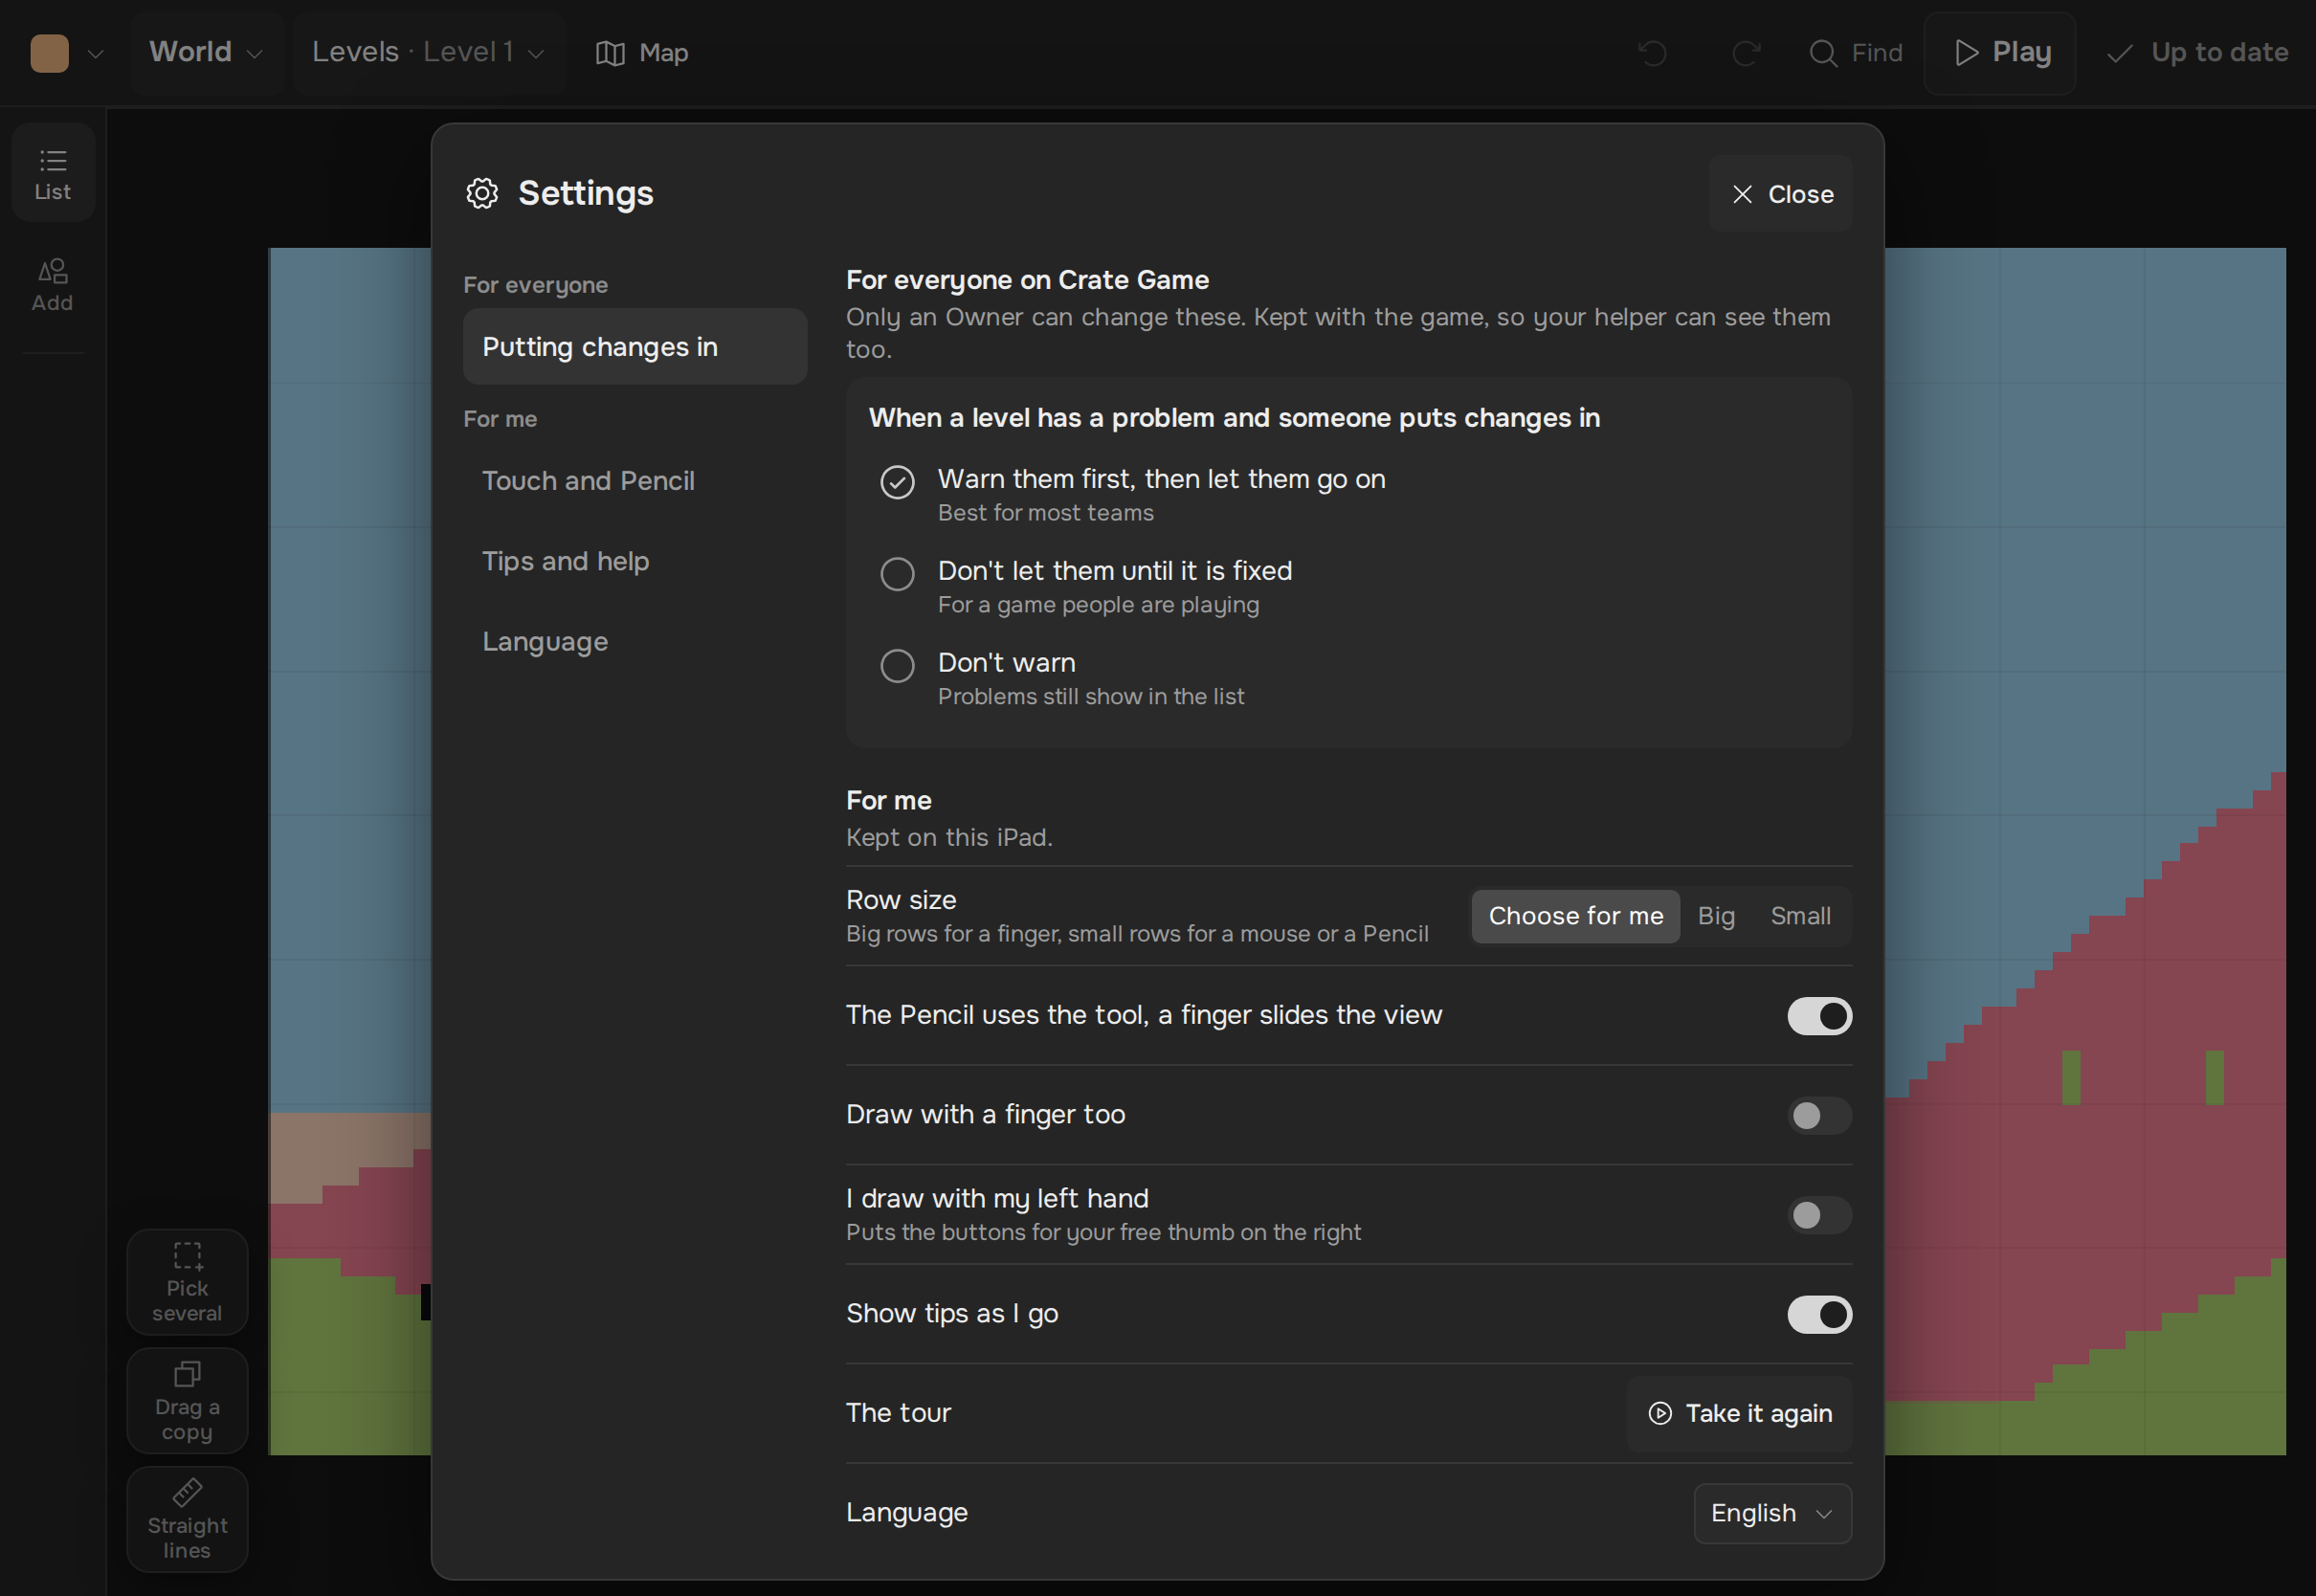 World
Levels · Level 1
Map
Find
Play
Up to date
List
Add
Settings
Close
For everyone
Putting changes in
For me
Touch and Pencil
Tips and help
Language
For everyone on Crate Game
Only an Owner can change these. Kept with the game, so your helper can see them
too.
When a level has a problem and someone puts changes in
Warn them first, then let them go on
Best for most teams
Don't let them until it is fixed
For a game people are playing
Don't warn
Problems still show in the list
For me
Kept on this iPad.
Row size
Big rows for a finger, small rows for a mouse or a Pencil
Choose for me
Big
Small
The Pencil uses the tool, a finger slides the view
Draw with a finger too
I draw with my left hand
Puts the buttons for your free thumb on the right
Show tips as I go
The tour
Take it again
Language
English
Pick
several
Drag a
copy
Straight
lines